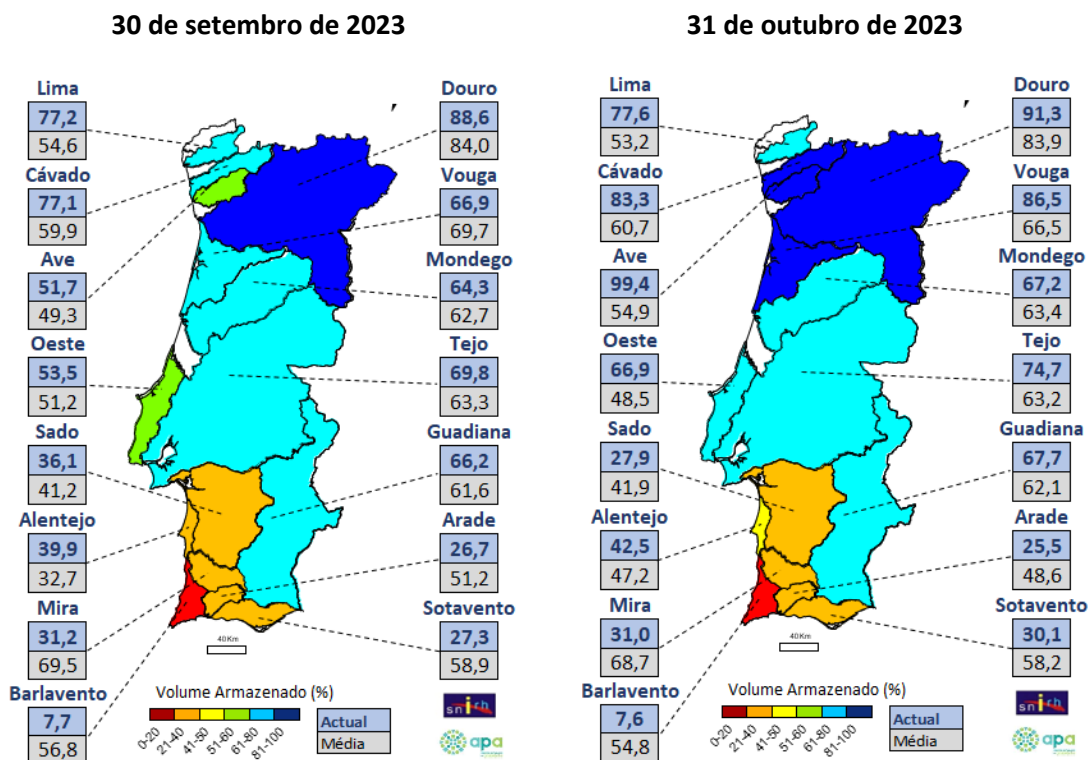 30 de setembro de 2023
Lima
77,2
54,6
Cávado
77,1
59,9
Ave
51,7
49,3
Oeste
53,5
51,2
Sado
36,1
41,2
Alentejo
39,9
32,7
Mira
31,2
69,5
Barlavento
7,7
56,8
Douro
88,6
84,0
Vouga
66,9
69,7
Mondego
64,3
62,7
Tejo
69,8
63,3
Guadiana
66,2
61,6
Arade
26,7
51,2
Sotavento
27,3
58,9
40 Km
Volume Armazenado (%)
0-20
21-40
41-50
51-60
61-80
81-100
Actual
Média
snirh
apa
31 de outubro de 2023
Lima
77,6
53,2
Cávado
83,3
60,7
Ave
99,4
54,9
Oeste
66,9
48,5
Sado
27,9
41,9
Alentejo
42,5
47,2
Mira
31,0
68,7
Barlavento
7,6
54,8
Douro
91,3
83,9
Vouga
86,5
66,5
Mondego
67,2
63,4
Tejo
74,7
63,2
Guadiana
67,7
62,1
Arade
25,5
48,6
Sotavento
30,1
58,2
40 Km
Volume Armazenado (%)
0-20
21-40
41-50
51-60
61-80
81-100
Actual
Média
snirh
apa